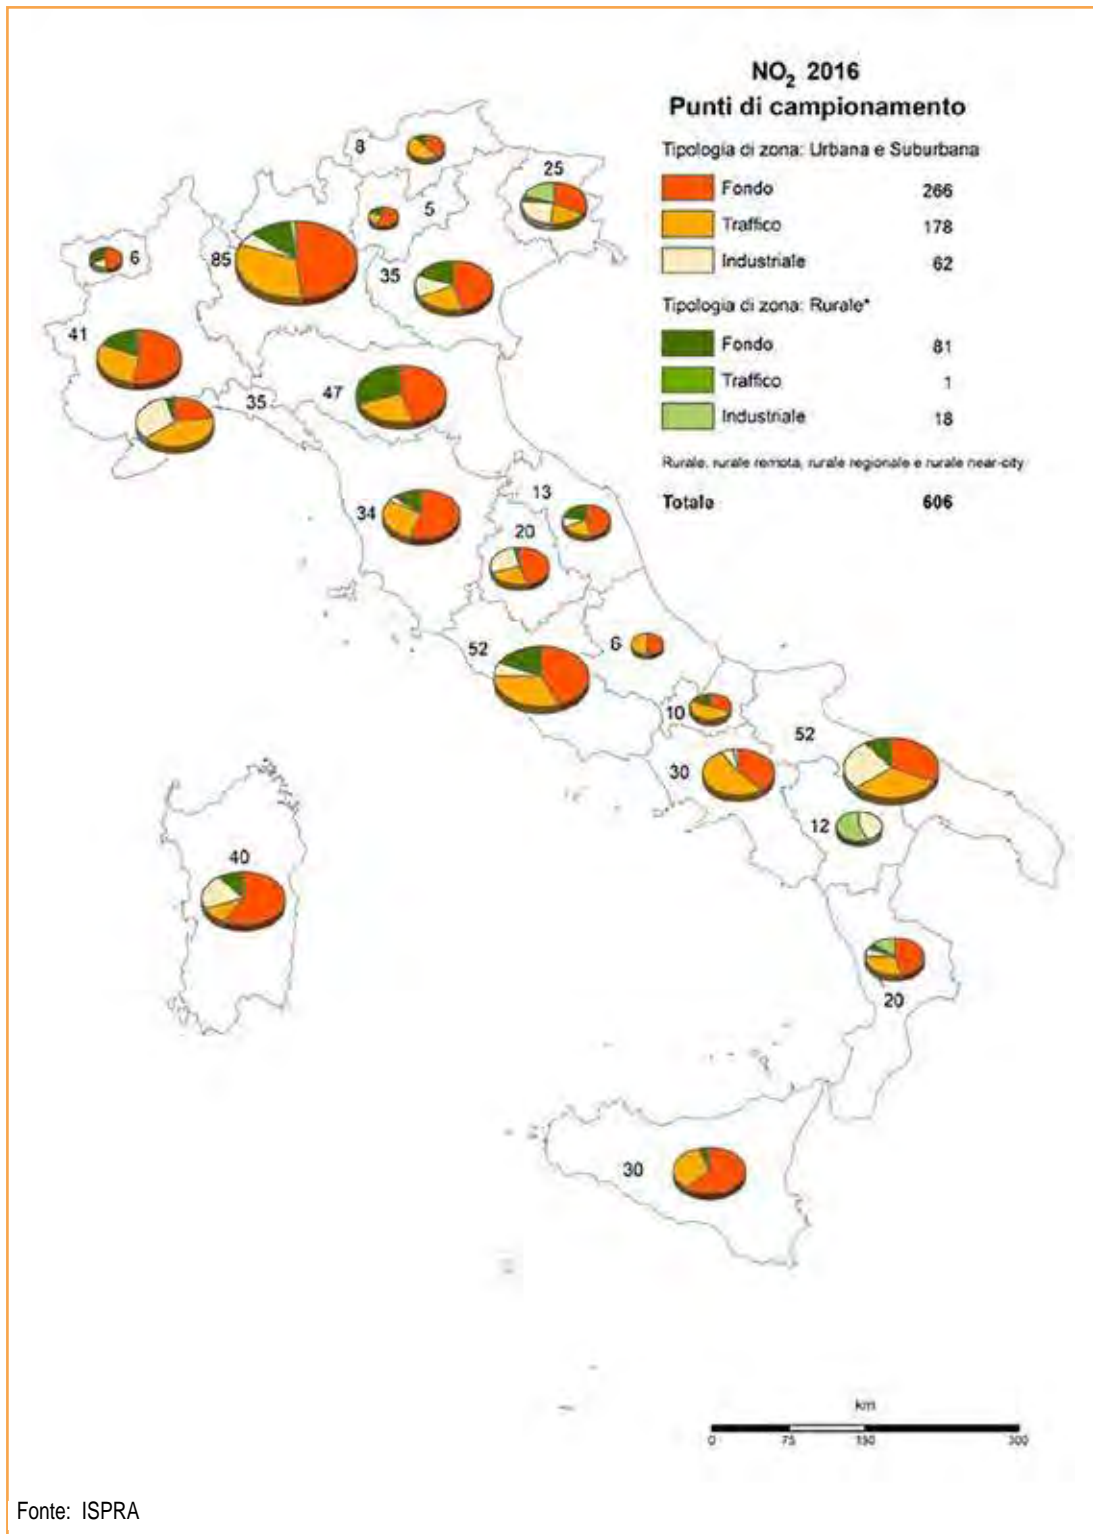 NO2 2016
Punti di campionamento
Tipologia di zona: Urbana e Suburbana
Fondo 266
Traffico 178
Industriale 62
Tipologia di zona: Rurale*
Fondo 81
Traffico 1
Industriale 18
Rurale, rurale remota, rurale regionale e rurale near-city
Totale 606
8
25
5
6
85
35
41
47
35
13
34
20
52
6
10
52
30
12
40
20
30
km
0 75 150 300
Fonte: ISPRA